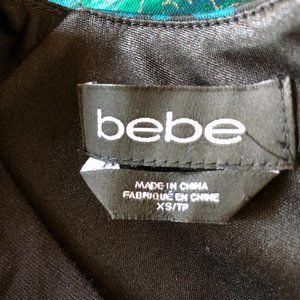 bebe
MADE IN CHINA
FABRIQUÉ EN CHINE
XS/TP